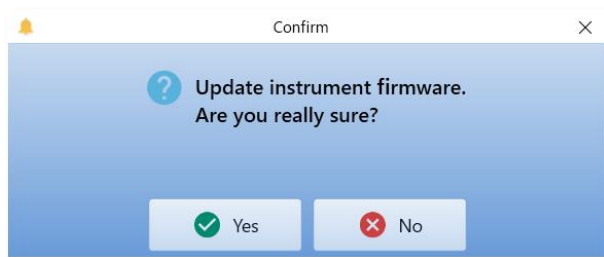 Confirm
Update instrument firmware.
Are you really sure?
Yes
No